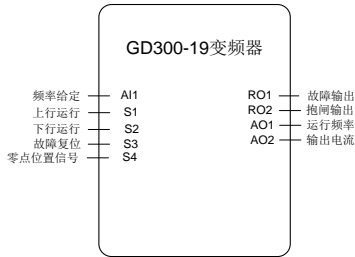 GD300-19变频器
频率给定 AI1 RO1 故障输出
上行运行 S1 RO2 抱闸输出
下行运行 S2 AO1 运行频率
故障复位 S3 AO2 输出电流
零点位置信号 S4